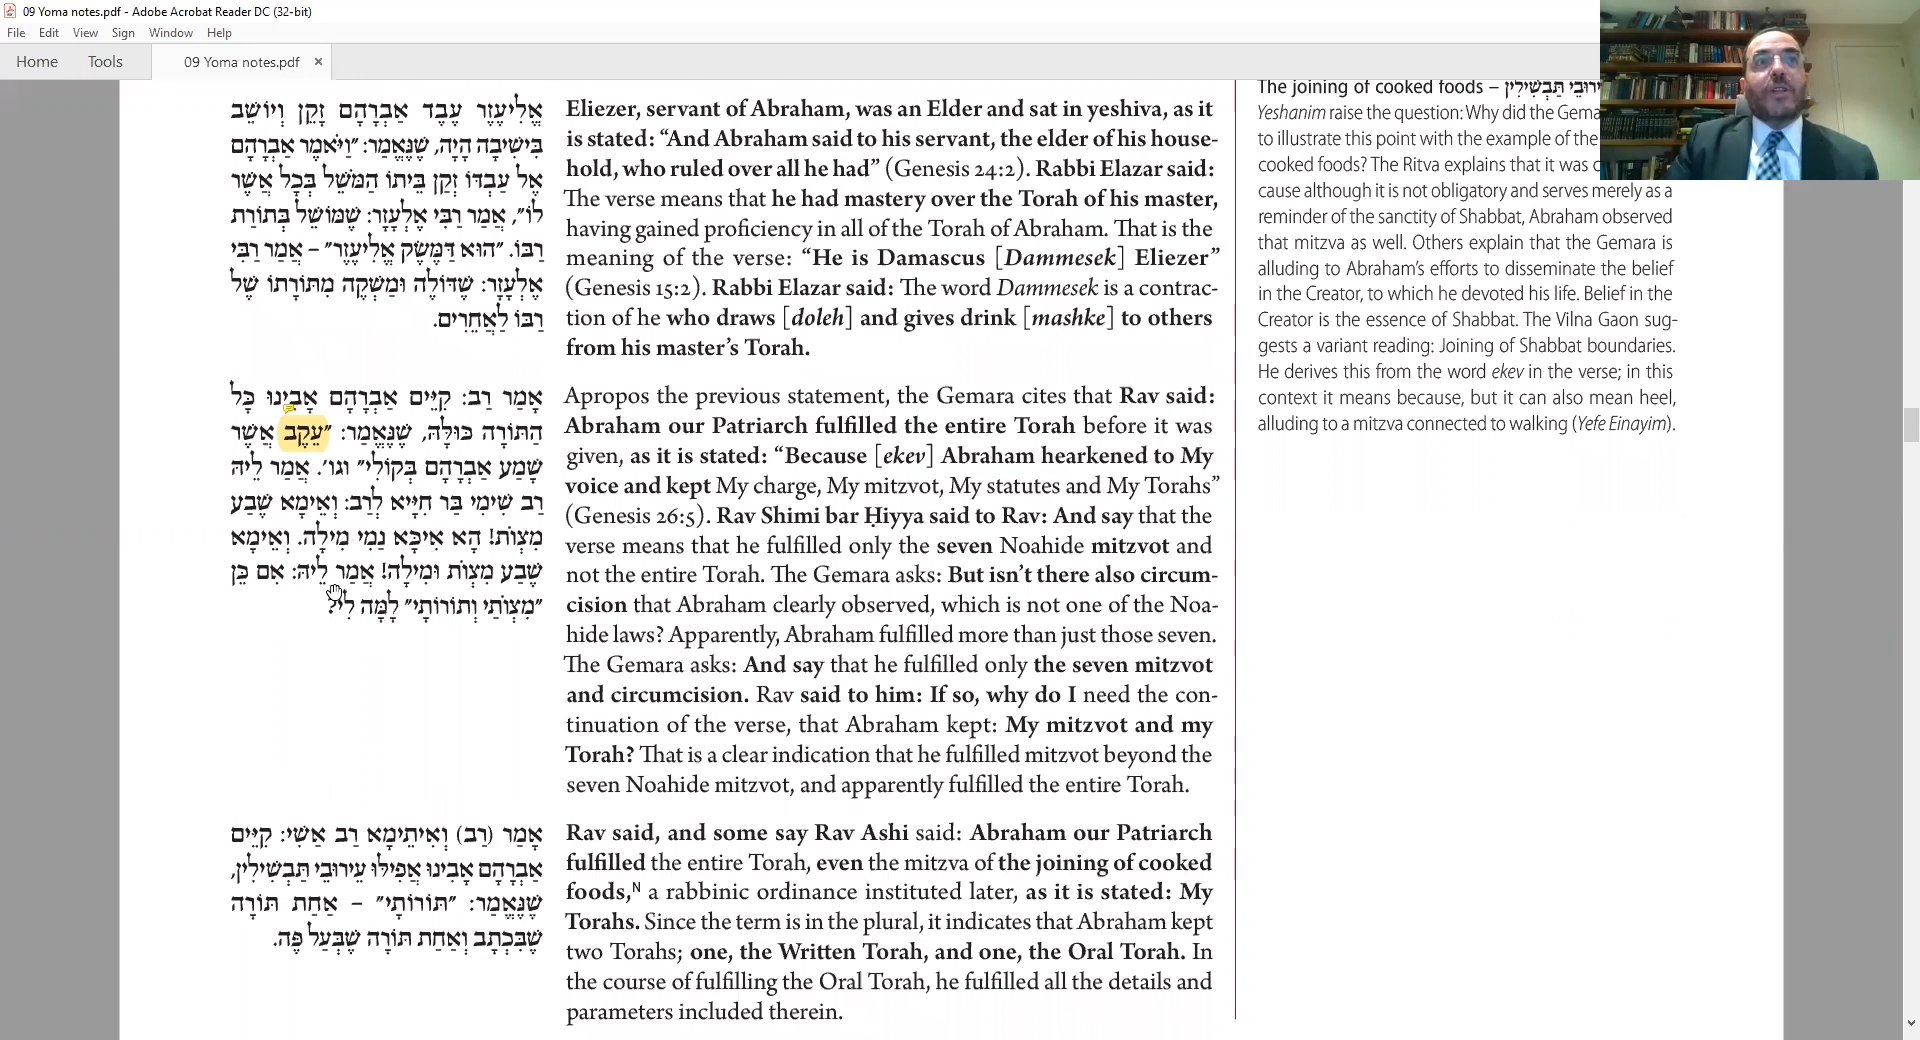 09 Yoma notes.pdf - Adobe Acrobat Reader DC (32-bit)
File Edit View Sign Window Help
Home Tools 09 Yoma notes.pdf ×
אֱלִיעֶזֶר עֶבֶד אַבְרָהָם זָקֵן וְיוֹשֵׁב
בִּישִׁיבָה הָיָה, שֶׁנֶּאֱמַר: ״וַיֹּאמֶר אַבְרָהָם
אֶל עַבְדּוֹ זְקַן בֵּיתוֹ הַמֹּשֵׁל בְּכָל אֲשֶׁר
לוֹ״, אָמַר רַבִּי אֶלְעָזָר: שֶׁמּוֹשֵׁל בְּתוֹרַת
רַבּוֹ. ״הוּא דַּמֶּשֶׂק אֱלִיעֶזֶר״ – אָמַר רַבִּי
אֶלְעָזָר: שֶׁדּוֹלֶה וּמַשְׁקֶה מִתּוֹרָתוֹ שֶׁל
רַבּוֹ לַאֲחֵרִים.
אָמַר רַב: קִיֵּים אַבְרָהָם אָבִינוּ כָּל
הַתּוֹרָה כּוּלָּהּ, שֶׁנֶּאֱמַר: ״עֵקֶב אֲשֶׁר
שָׁמַע אַבְרָהָם בְּקוֹלִי״ וגו׳. אֲמַר לֵיהּ
רַב שִׁימִי בַּר חִיָּיא לְרַב: וְאֵימָא שֶׁבַע
מִצְוֹת! הָא אִיכָּא נַמִי מִילָה. וְאֵימָא
שֶׁבַע מִצְוֹת וּמִילָה! אֲמַר לֵיהּ: אִם כֵּן
״מִצְוֹתַי וְתוֹרוֹתָי״ לָמָּה לִי?
אָמַר (רַב) וְאִיתֵּימָא רַב אַשִׁי: קִיֵּים
אַבְרָהָם אָבִינוּ אֲפִילּוּ עֵירוּבֵי תַּבְשִׁילִין,
שֶׁנֶּאֱמַר: ״תּוֹרוֹתָי״ – אַחַת תּוֹרָה
שֶׁבִּכְתָב וְאַחַת תּוֹרָה שֶׁבְּעַל פֶּה.
Eliezer, servant of Abraham, was an Elder and sat in yeshiva, as it
is stated: “And Abraham said to his servant, the elder of his house-
hold, who ruled over all he had” (Genesis 24:2). Rabbi Elazar said:
The verse means that he had mastery over the Torah of his master,
having gained proficiency in all of the Torah of Abraham. That is the
meaning of the verse: “He is Damascus [Dammesek] Eliezer”
(Genesis 15:2). Rabbi Elazar said: The word Dammesek is a contrac-
tion of he who draws [doleh] and gives drink [mashke] to others
from his master’s Torah.
Apropos the previous statement, the Gemara cites that Rav said:
Abraham our Patriarch fulfilled the entire Torah before it was
given, as it is stated: “Because [ekev] Abraham hearkened to My
voice and kept My charge, My mitzvot, My statutes and My Torahs”
(Genesis 26:5). Rav Shimi bar Ḥiyya said to Rav: And say that the
verse means that he fulfilled only the seven Noahide mitzvot and
not the entire Torah. The Gemara asks: But isn’t there also circum-
cision that Abraham clearly observed, which is not one of the Noa-
hide laws? Apparently, Abraham fulfilled more than just those seven.
The Gemara asks: And say that he fulfilled only the seven mitzvot
and circumcision. Rav said to him: If so, why do I need the con-
tinuation of the verse, that Abraham kept: My mitzvot and my
Torah? That is a clear indication that he fulfilled mitzvot beyond the
seven Noahide mitzvot, and apparently fulfilled the entire Torah.
Rav said, and some say Rav Ashi said: Abraham our Patriarch
fulfilled the entire Torah, even the mitzva of the joining of cooked
foods,N a rabbinic ordinance instituted later, as it is stated: My
Torahs. Since the term is in the plural, it indicates that Abraham kept
two Torahs; one, the Written Torah, and one, the Oral Torah. In
the course of fulfilling the Oral Torah, he fulfilled all the details and
parameters included therein.
The joining of cooked foods – תַּבְשִׁילִין
Yeshanim raise the question: Why did the Gema
to illustrate this point with the example of the
cooked foods? The Ritva explains that it was c
cause although it is not obligatory and serves merely as a
reminder of the sanctity of Shabbat, Abraham observed
that mitzva as well. Others explain that the Gemara is
alluding to Abraham’s efforts to disseminate the belief
in the Creator, to which he devoted his life. Belief in the
Creator is the essence of Shabbat. The Vilna Gaon sug-
gests a variant reading: Joining of Shabbat boundaries.
He derives this from the word ekev in the verse; in this
context it means because, but it can also mean heel,
alluding to a mitzva connected to walking (Yefe Einayim).